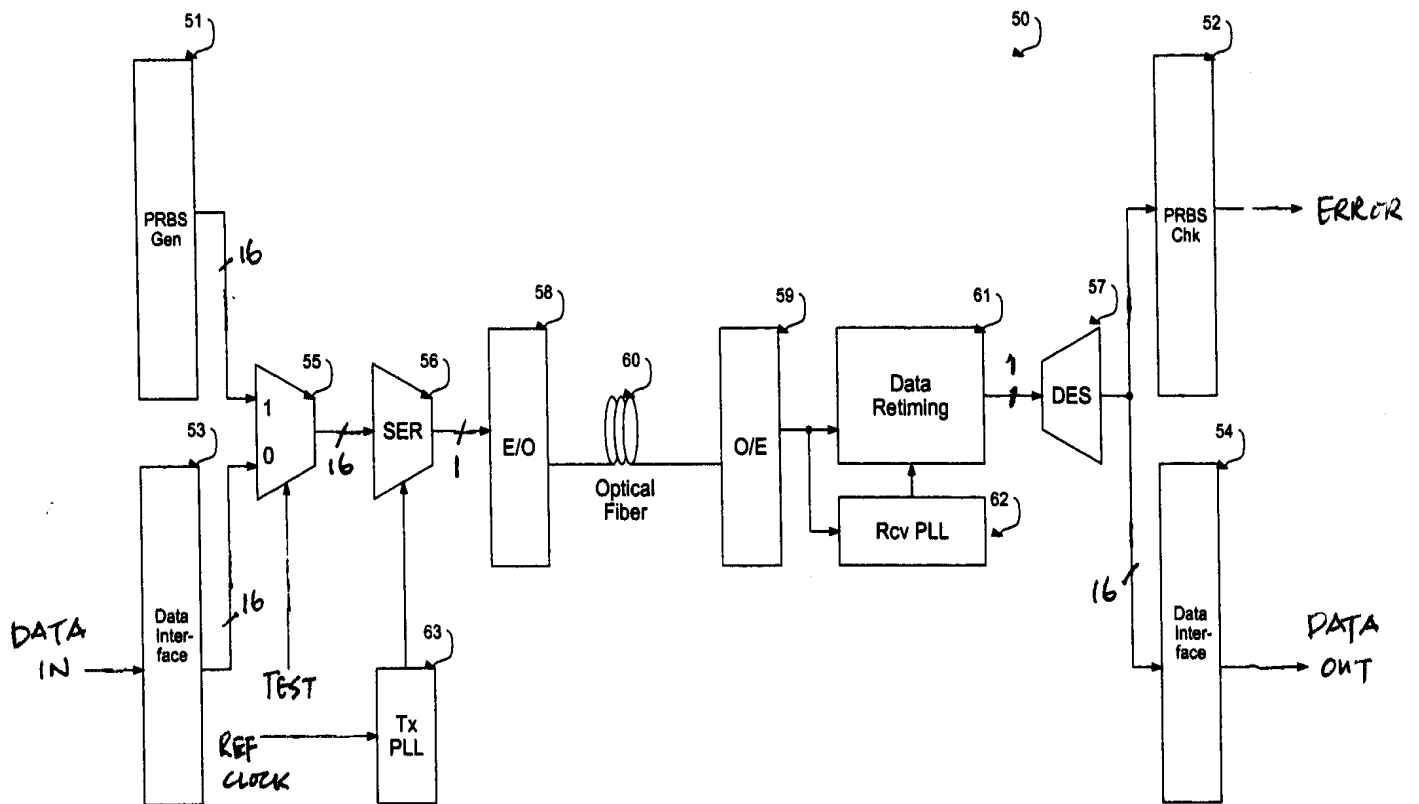 51
50
52
PRBS
Gen
16
PRBS
Chk
ERROR
58
59
61
57
55
56
60
1
0
16
SER
1
E/O
Optical
Fiber
O/E
Data
Retiming
1
DES
62
Rcv PLL
53
54
16
16
Data
Inter-
face
DATA
IN
TEST
63
Tx
PLL
REF
CLOCK
Data
Inter-
face
DATA
OUT